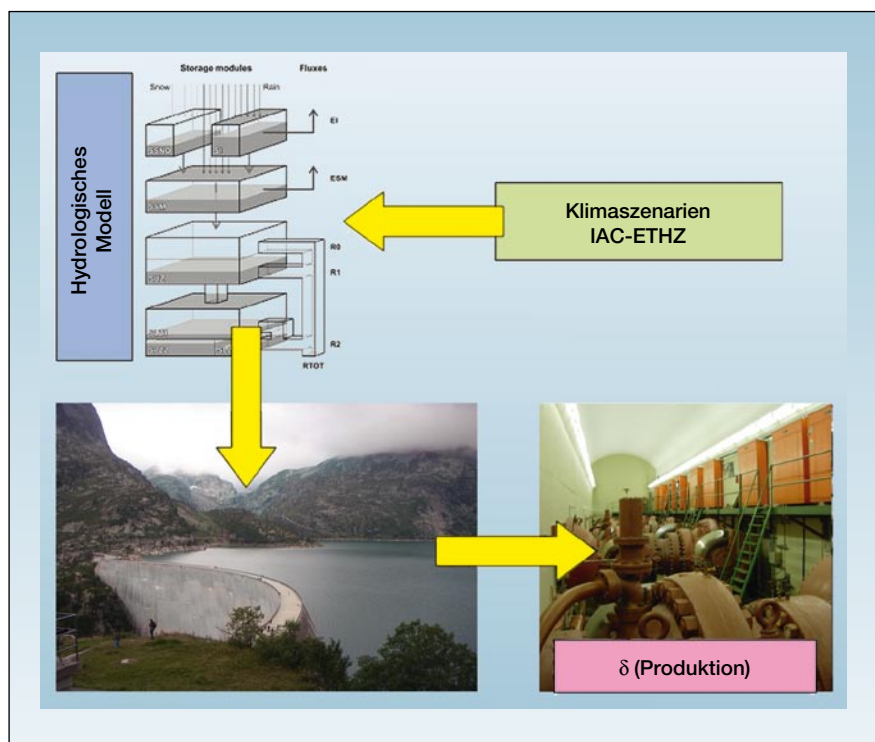 Hydrologisches
Modell
Storage modules Fluxes
Snow Rain
EI
ESM
R0
R1
R2
RTOT
Klimaszenarien
IAC-ETHZ
δ (Produktion)